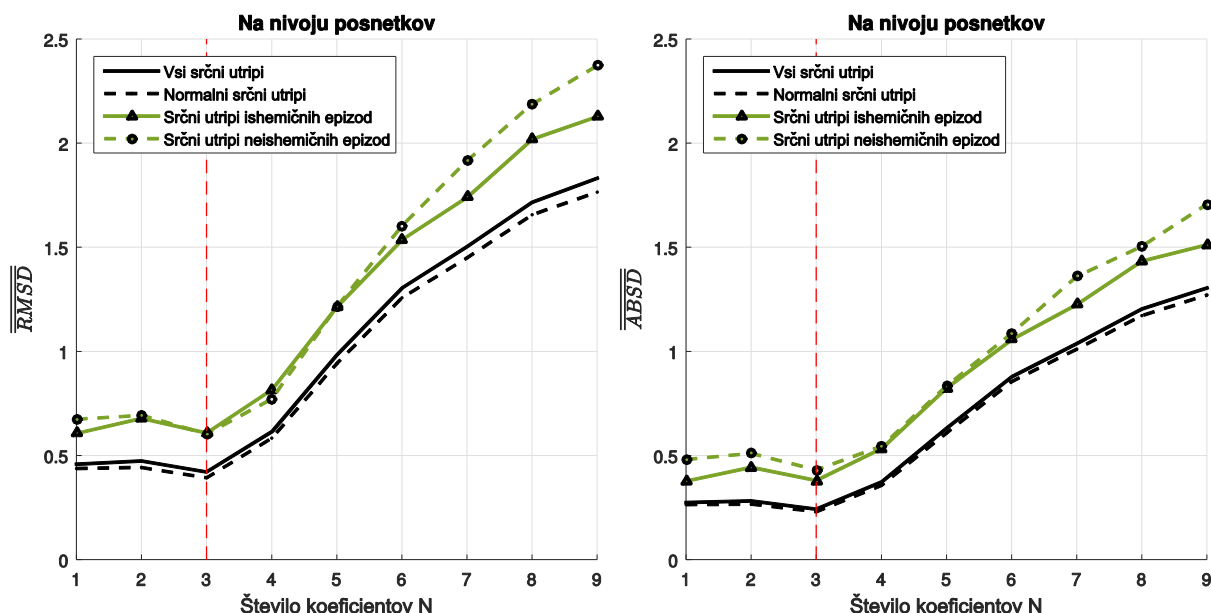 Na nivoju posnetkov
2.5
2
1.5
1
0.5
0
RMSD
Vsi srčni utripi
Normalni srčni utripi
Srčni utripi ishemičnih epizod
Srčni utripi neishemičnih epizod
1 2 3 4 5 6 7 8 9
Število koeficientov N
Na nivoju posnetkov
2.5
2
1.5
1
0.5
0
ABSD
Vsi srčni utripi
Normalni srčni utripi
Srčni utripi ishemičnih epizod
Srčni utripi neishemičnih epizod
1 2 3 4 5 6 7 8 9
Število koeficientov N